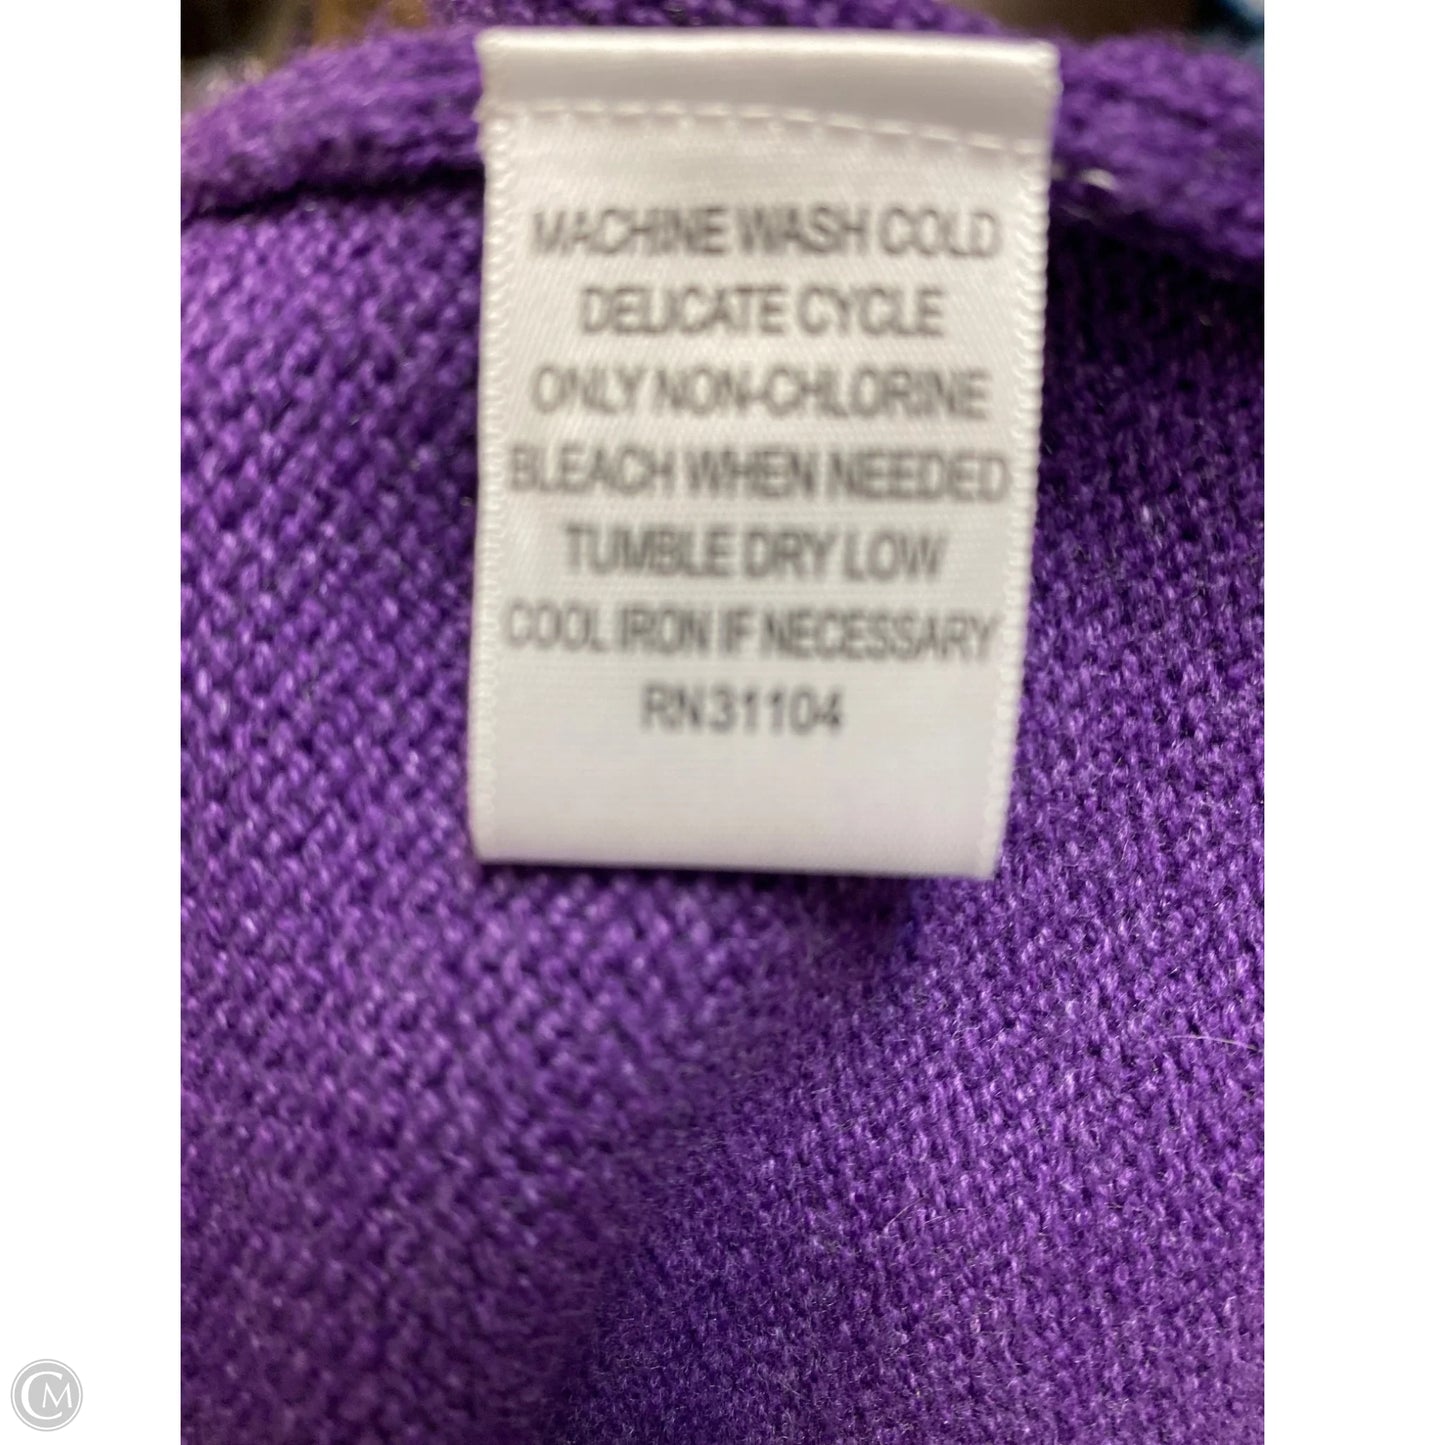 MACHINE WASH COLD
DELICATE CYCLE
ONLY NON-CHLORINE
BLEACH WHEN NEEDED
TUMBLE DRY LOW
COOL IRON IF NECESSARY
RN31104
CM